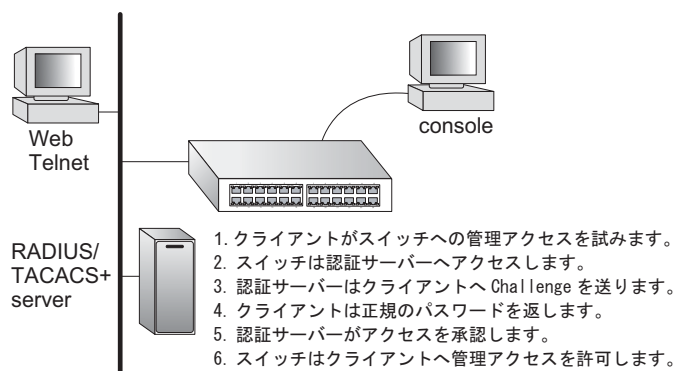 console
Web
Telnet
RADIUS/
TACACS+
server
1. クライアントがスイッチへの管理アクセスを試みます。
2. スイッチは認証サーバーへアクセスします。
3. 認証サーバーはクライアントへ Challenge を送ります。
4. クライアントは正規のパスワードを返します。
5. 認証サーバーがアクセスを承認します。
6. スイッチはクライアントへ管理アクセスを許可します。